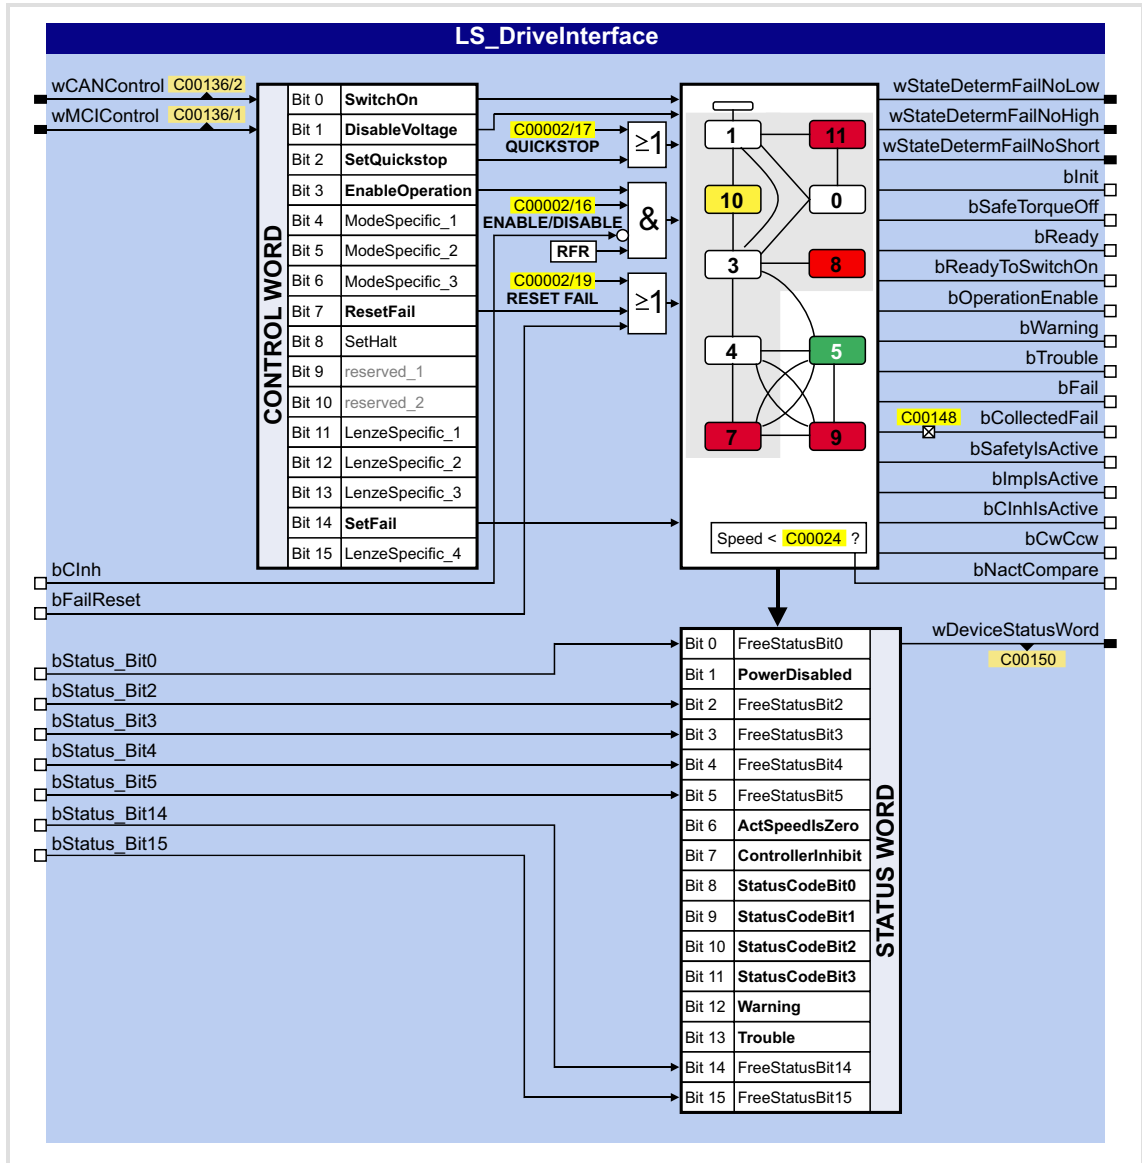 LS_DriveInterface
wCANControl C00136/2
wMCIControl C00136/1
CONTROL WORD
Bit 0 SwitchOn
Bit 1 DisableVoltage
Bit 2 SetQuickstop
Bit 3 EnableOperation
Bit 4 ModeSpecific_1
Bit 5 ModeSpecific_2
Bit 6 ModeSpecific_3
Bit 7 ResetFail
Bit 8 SetHalt
Bit 9 reserved_1
Bit 10 reserved_2
Bit 11 LenzeSpecific_1
Bit 12 LenzeSpecific_2
Bit 13 LenzeSpecific_3
Bit 14 SetFail
Bit 15 LenzeSpecific_4
C00002/17
QUICKSTOP
≥1
C00002/16
ENABLE/DISABLE
RFR
&
C00002/19
RESET FAIL
≥1
1 11
10 0
3 8
4 5
7 9
Speed < C00024 ?
wStateDetermFailNoLow
wStateDetermFailNoHigh
wStateDetermFailNoShort
bInit
bSafeTorqueOff
bReady
bReadyToSwitchOn
bOperationEnable
bWarning
bTrouble
bFail
C00148 bCollectedFail
bSafetyIsActive
bImpIsActive
bCInhIsActive
bCwCcw
bNactCompare
bCInh
bFailReset
bStatus_Bit0
bStatus_Bit2
bStatus_Bit3
bStatus_Bit4
bStatus_Bit5
bStatus_Bit14
bStatus_Bit15
Bit 0 FreeStatusBit0
Bit 1 PowerDisabled
Bit 2 FreeStatusBit2
Bit 3 FreeStatusBit3
Bit 4 FreeStatusBit4
Bit 5 FreeStatusBit5
Bit 6 ActSpeedIsZero
Bit 7 ControllerInhibit
Bit 8 StatusCodeBit0
Bit 9 StatusCodeBit1
Bit 10 StatusCodeBit2
Bit 11 StatusCodeBit3
Bit 12 Warning
Bit 13 Trouble
Bit 14 FreeStatusBit14
Bit 15 FreeStatusBit15
STATUS WORD
wDeviceStatusWord
C00150